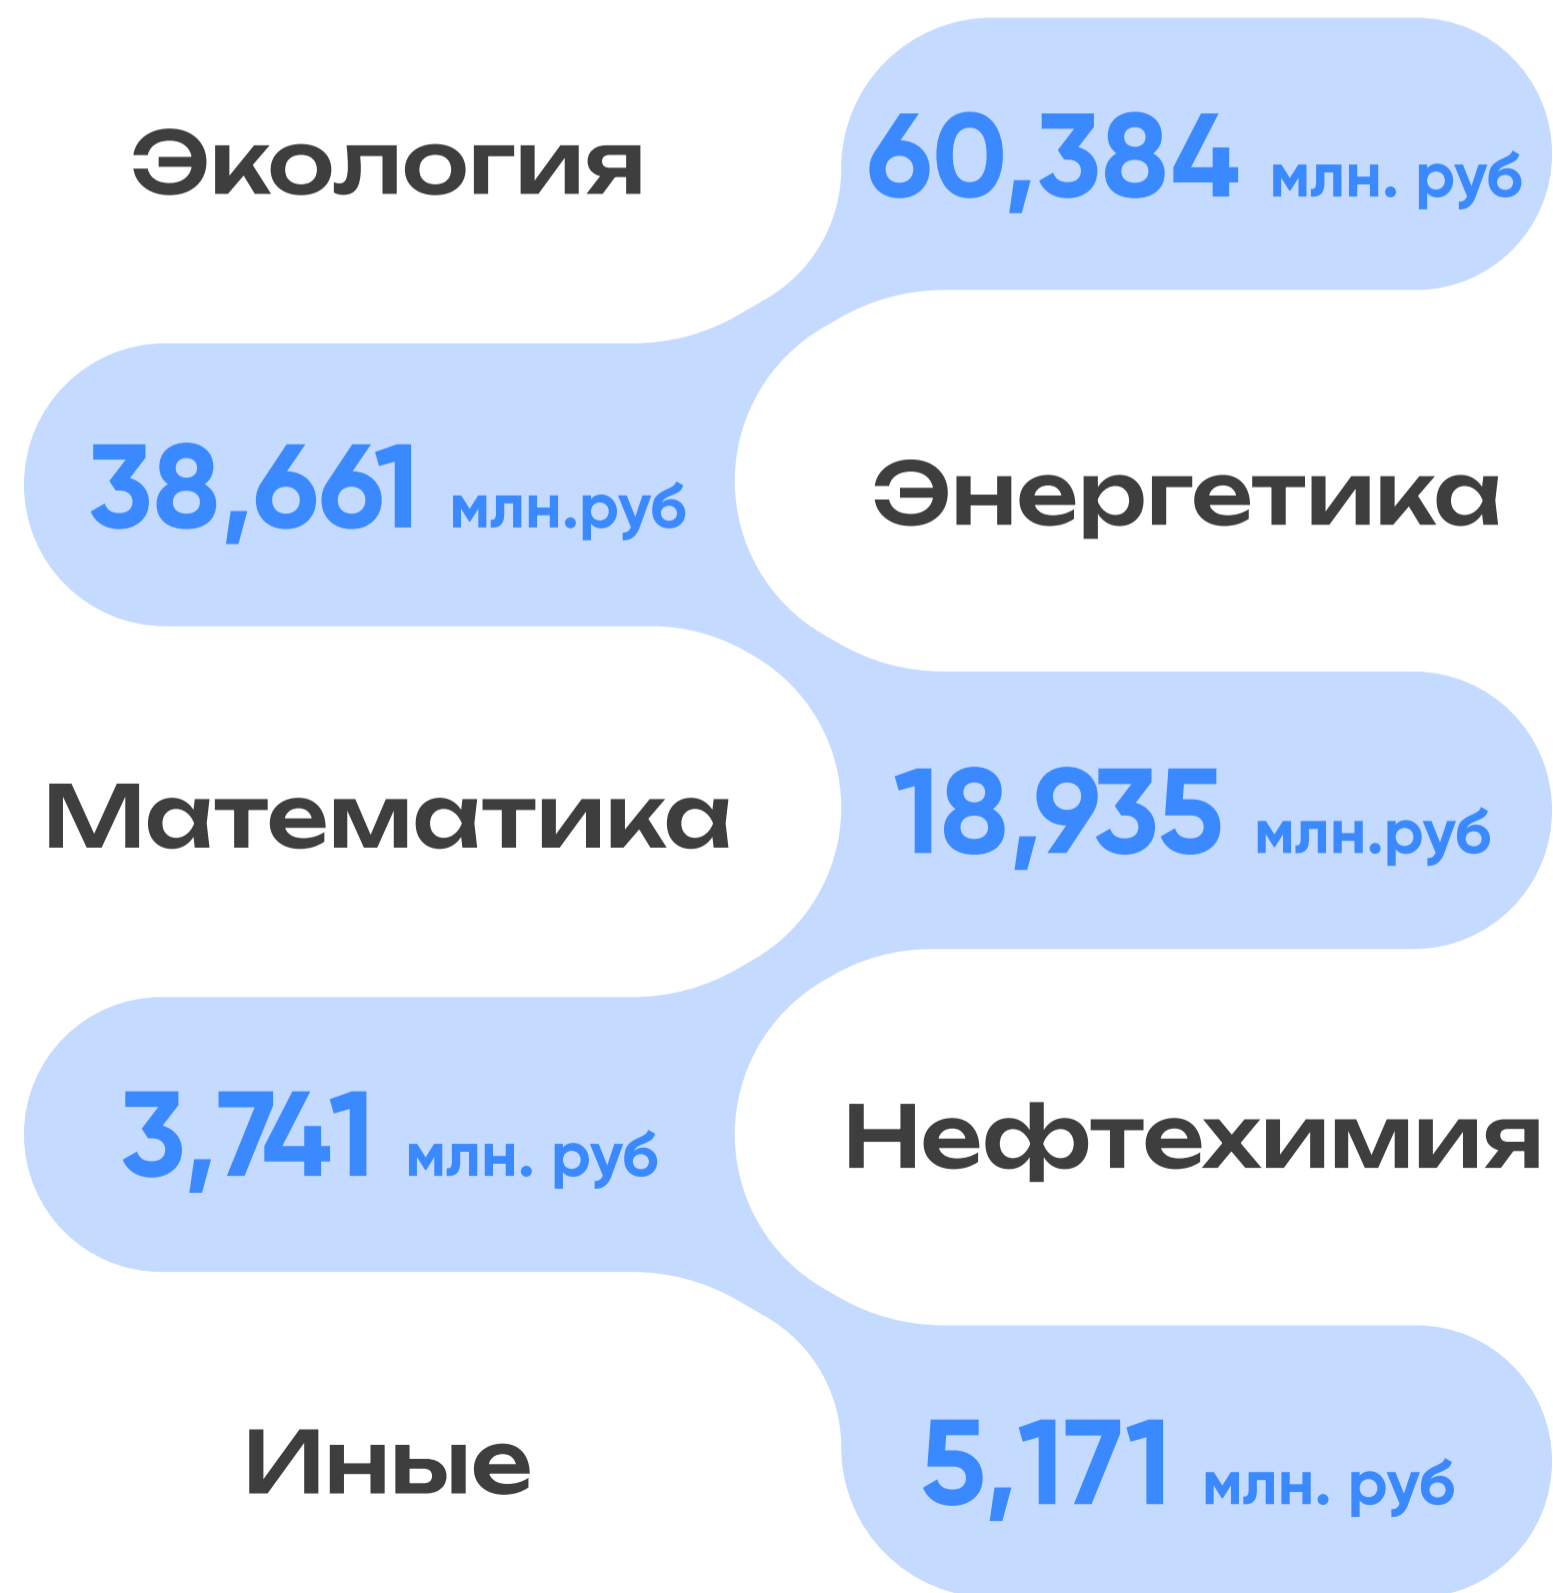 Экология
60,384 млн. руб
38,661 млн.руб
Энергетика
Математика
18,935 млн.руб
3,741 млн. руб
Нефтехимия
Иные
5,171 млн. руб